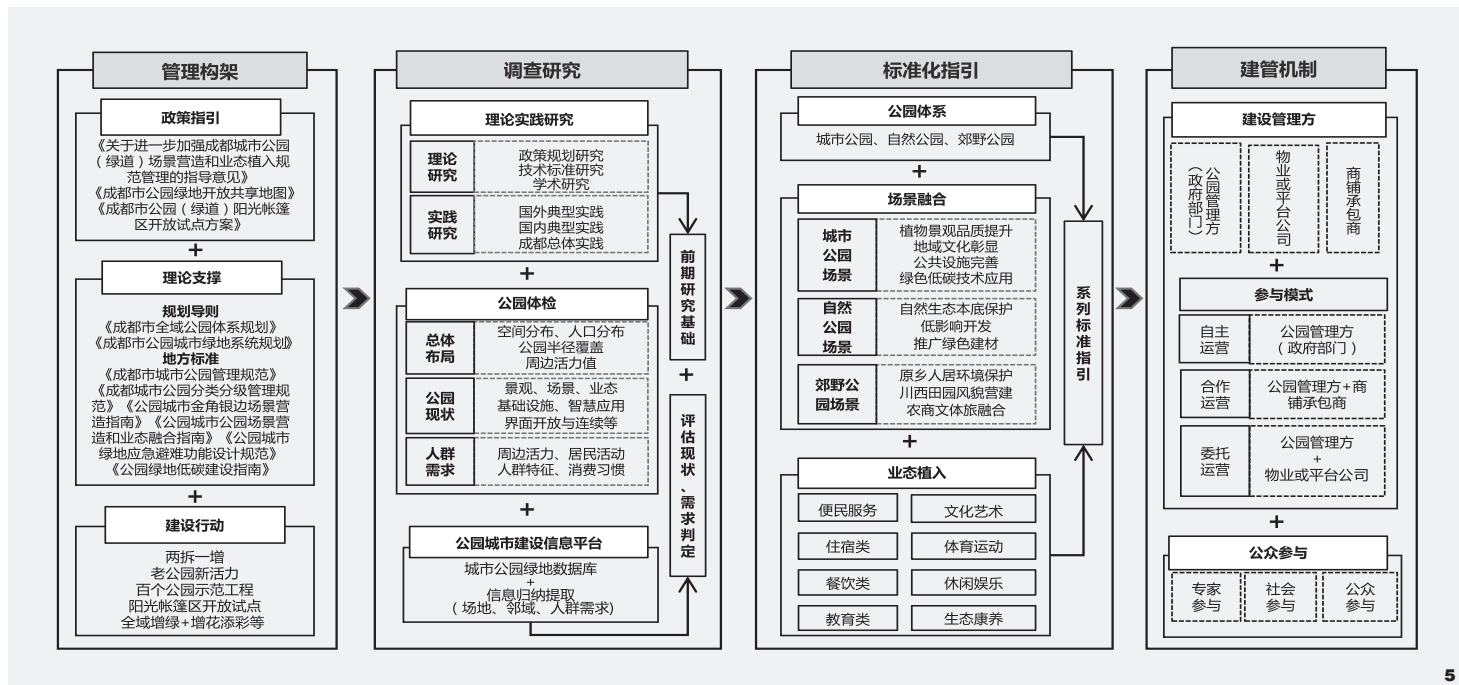 管理构架
政策指引
《关于进一步加强成都城市公园
（绿道）场景营造和业态植入规
范管理的指导意见》
《成都市公园绿地开放共享地图》
《成都市公园（绿道）阳光帐篷
区开放试点方案》
+
理论支撑
规划导则
《成都市全域公园体系规划》
《成都市公园城市绿地系统规划》
地方标准
《成都市城市公园管理规范》
《成都城市公园分类分级管理规
范》《公园城市金角银边场景营
造指南》《公园城市公园场景营
造和业态融合指南》《公园城市
绿地应急避难功能设计规范》
《公园绿地低碳建设指南》
+
建设行动
两拆一增
老公园新活力
百个公园示范工程
阳光帐篷区开放试点
全域增绿+增花添彩等
调查研究
理论实践研究
理论
研究
政策规划研究
技术标准研究
学术研究
实践
研究
国外典型实践
国内典型实践
成都总体实践
+
公园体检
总体
布局
空间分布、人口分布
公园半径覆盖
周边活力值
公园
现状
景观、场景、业态
基础设施、智慧应用
界面开放与连续等
人群
需求
周边活力、居民活动
人群特征、消费习惯
+
公园城市建设信息平台
城市公园绿地数据库
+
信息归纳提取
（场地、邻域、人群需求）
前期研究基础
+
评估现状、需求判定
标准化指引
公园体系
城市公园、自然公园、郊野公园
+
场景融合
城市
公园
场景
植物景观品质提升
地域文化彰显
公共设施完善
绿色低碳技术应用
自然
公园
场景
自然生态本底保护
低影响开发
推广绿色建材
郊野公
园场景
原乡人居环境保护
川西田园风貌营建
农商文体旅融合
+
业态植入
便民服务
文化艺术
住宿类
体育运动
餐饮类
休闲娱乐
教育类
生态康养
系列标准指引
建管机制
建设管理方
公园管理方
（政府部门）
物业或平台公司
商铺承包商
+
参与模式
自主
运营
公园管理方
（政府部门）
合作
运营
公园管理方+商
铺承包商
委托
运营
公园管理方
+
物业或平台公司
+
公众参与
专家
参与
社会
参与
公众
参与
5